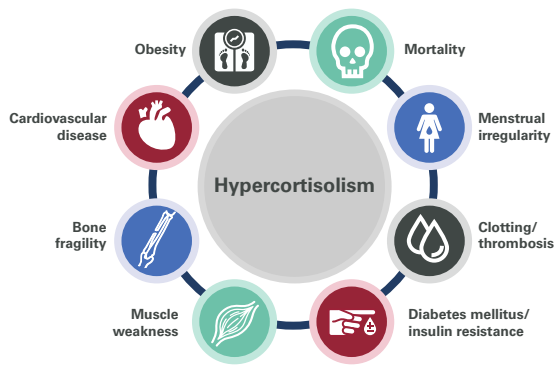 Obesity
Mortality
Cardiovascular
disease
Menstrual
irregularity
Hypercortisolism
Bone
fragility
Clotting/
thrombosis
Muscle
weakness
Diabetes mellitus/
insulin resistance